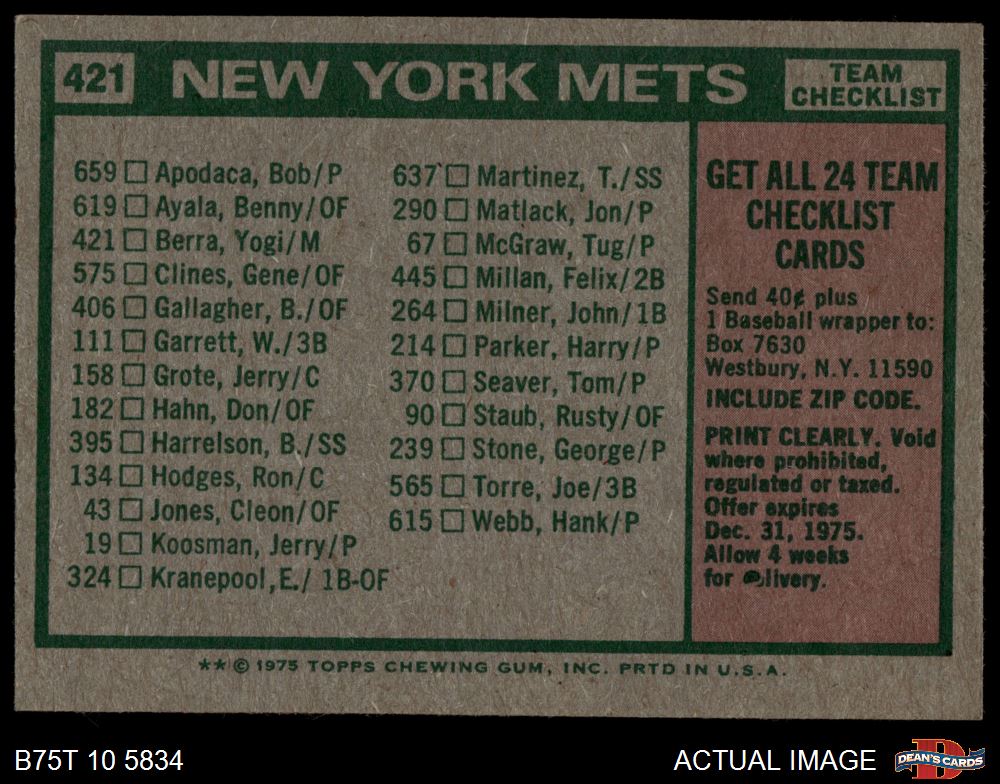 421 NEW YORK METS TEAM CHECKLIST
659 □ Apodaca, Bob/P
619 □ Ayala, Benny/OF
421 □ Berra, Yogi/M
575 □ Clines, Gene/OF
406 □ Gallagher, B./OF
111 □ Garrett, W./3B
158 □ Grote, Jerry/C
182 □ Hahn, Don/OF
395 □ Harrelson, B./SS
134 □ Hodges, Ron/C
43 □ Jones, Cleon/OF
19 □ Koosman, Jerry/P
324 □ Kranepool,E./ 1B-OF
637 □ Martinez, T./SS
290 □ Matlack, Jon/P
67 □ McGraw, Tug/P
445 □ Millan, Felix/2B
264 □ Milner, John/1B
214 □ Parker, Harry/P
370 □ Seaver, Tom/P
90 □ Staub, Rusty/OF
239 □ Stone, George/P
565 □ Torre, Joe/3B
615 □ Webb, Hank/P
GET ALL 24 TEAM
CHECKLIST
CARDS
Send 40¢ plus
1 Baseball wrapper to:
Box 7630
Westbury, N.Y. 11590
INCLUDE ZIP CODE.
PRINT CLEARLY. Void
where prohibited,
regulated or taxed.
Offer expires
Dec. 31, 1975.
Allow 4 weeks
for delivery.
** © 1975 TOPPS CHEWING GUM, INC. PRTD IN U.S.A.
B75T 10 5834
ACTUAL IMAGE
DEAN'S CARDS